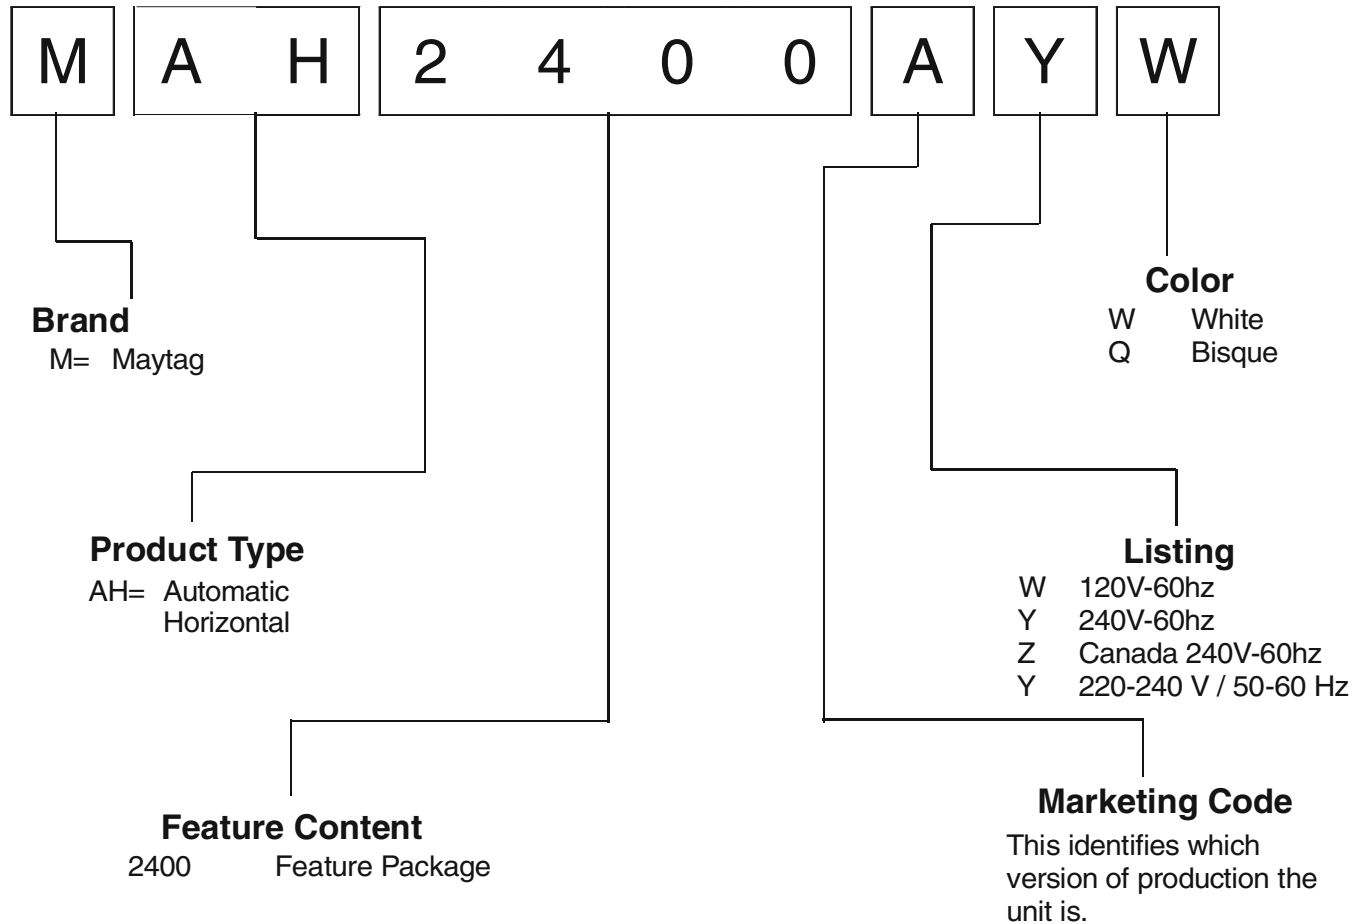 M A H 2 4 0 0 A Y W
Color
W White
Q Bisque
Brand
M= Maytag
Product Type
AH= Automatic
Horizontal
Listing
W 120V-60hz
Y 240V-60hz
Z Canada 240V-60hz
Y 220-240 V / 50-60 Hz
Feature Content
2400 Feature Package
Marketing Code
This identifies which
version of production the
unit is.